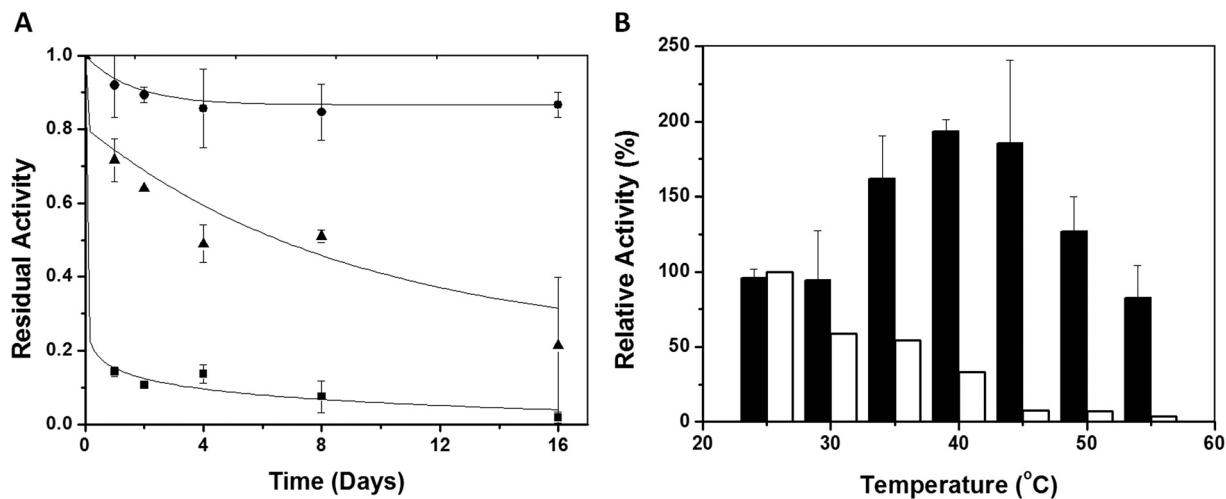 A
1.0
0.8
0.6
0.4
0.2
0.0
Residual Activity
0 4 8 12 16
Time (Days)
B
250
200
150
100
50
0
Relative Activity (%)
20 30 40 50 60
Temperature (°C)